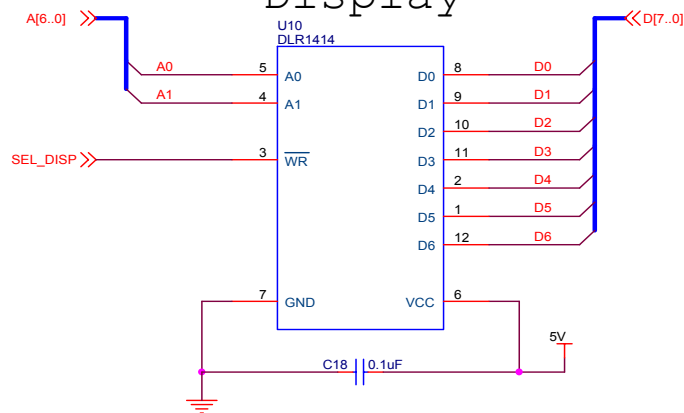 Display
A[6..0]
D[7..0]
U10
DLR1414
A0 5 A0 D0 8 D0
A1 4 A1 D1 9 D1
D2 10 D2
SEL_DISP 3 WR D3 11 D3
D4 2 D4
D5 1 D5
D6 12 D6
7 GND VCC 6
5V
C18 0.1uF